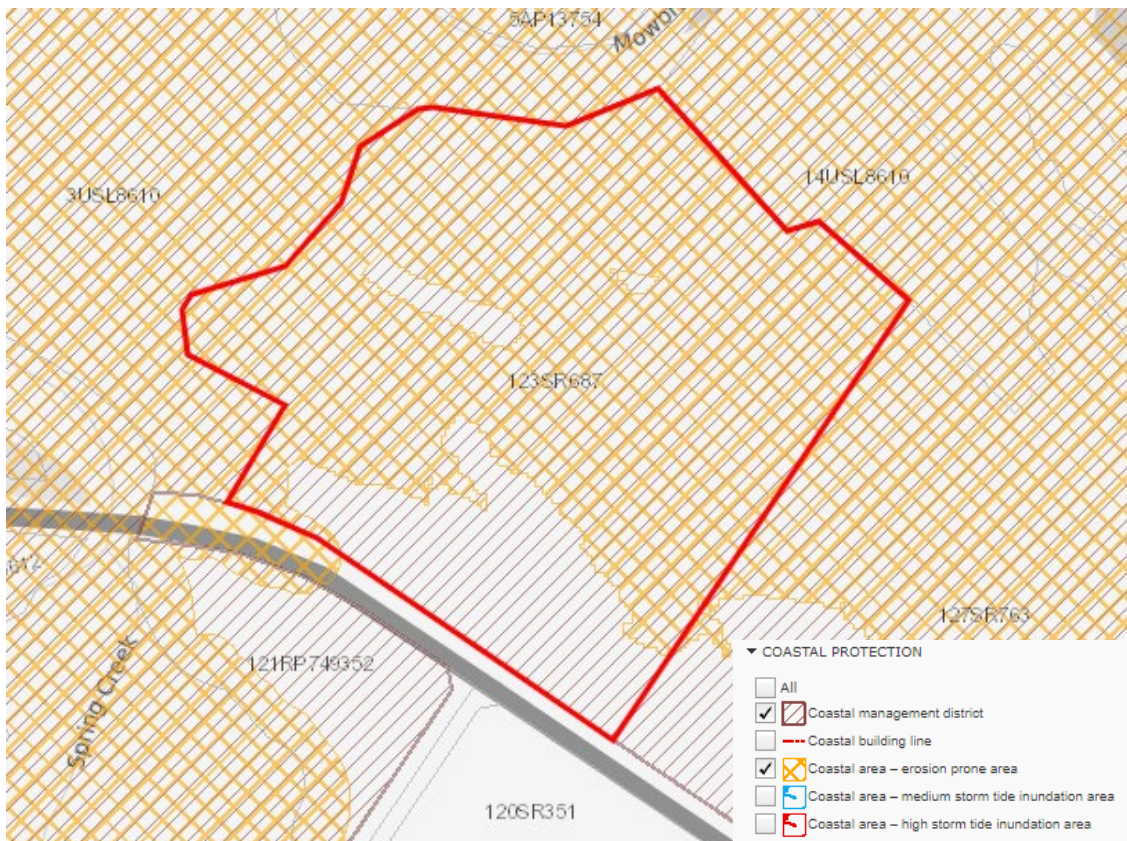 5AP13754
3USL8610
14USL8610
123SR687
127SR763
121RP749352
Spring Creek
120SR351
COASTAL PROTECTION
All
Coastal management district
Coastal building line
Coastal area – erosion prone area
Coastal area – medium storm tide inundation area
Coastal area – high storm tide inundation area